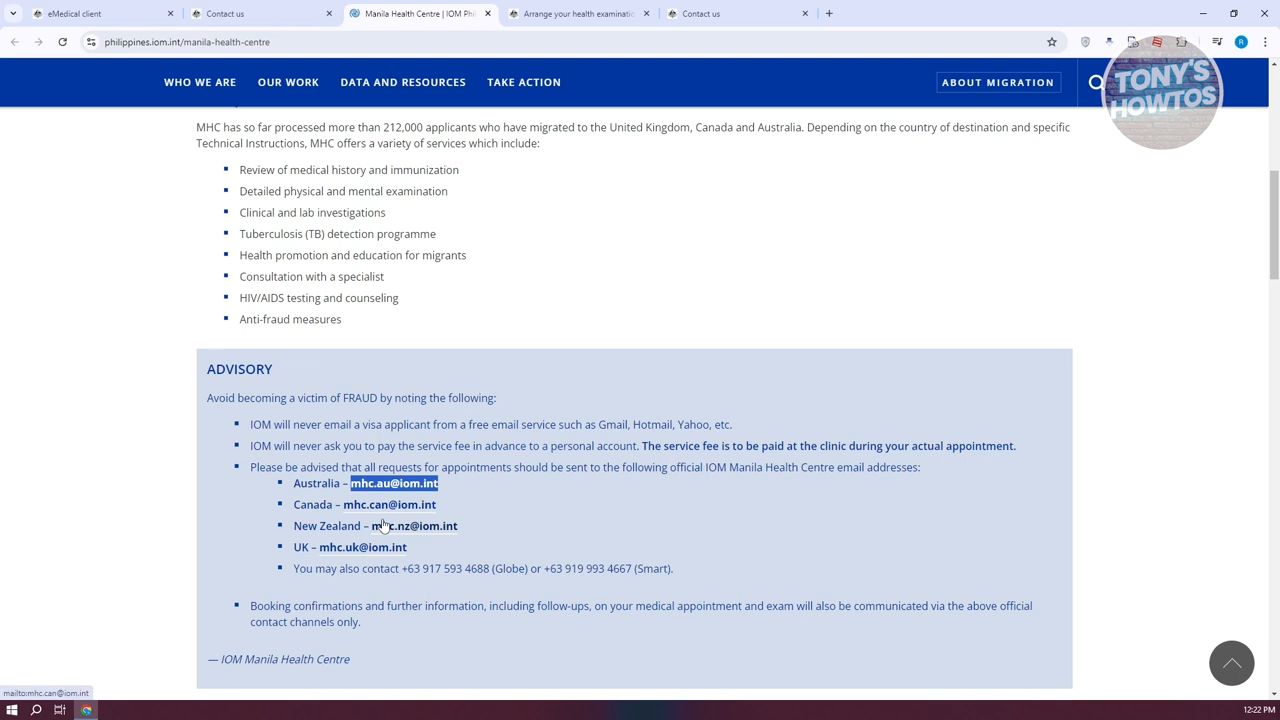 eMedical client
Contact us
Manila Health Centre | IOM Phi
Arrange your health examinatio
Contact us
philippines.iom.int/manila-health-centre
R
WHO WE ARE
OUR WORK
DATA AND RESOURCES
TAKE ACTION
ABOUT MIGRATION
TONY'S
HOWTOS
MHC has so far processed more than 212,000 applicants who have migrated to the United Kingdom, Canada and Australia. Depending on the country of destination and specific
Technical Instructions, MHC offers a variety of services which include:
Review of medical history and immunization
Detailed physical and mental examination
Clinical and lab investigations
Tuberculosis (TB) detection programme
Health promotion and education for migrants
Consultation with a specialist
HIV/AIDS testing and counseling
Anti-fraud measures
ADVISORY
Avoid becoming a victim of FRAUD by noting the following:
IOM will never email a visa applicant from a free email service such as Gmail, Hotmail, Yahoo, etc.
IOM will never ask you to pay the service fee in advance to a personal account. The service fee is to be paid at the clinic during your actual appointment.
Please be advised that all requests for appointments should be sent to the following official IOM Manila Health Centre email addresses:
Australia – mhc.au@iom.int
Canada – mhc.can@iom.int
New Zealand – mhc.nz@iom.int
UK – mhc.uk@iom.int
You may also contact +63 917 593 4688 (Globe) or +63 919 993 4667 (Smart).
Booking confirmations and further information, including follow-ups, on your medical appointment and exam will also be communicated via the above official
contact channels only.
— IOM Manila Health Centre
mailto:mhc.can@iom.int
12:22 PM